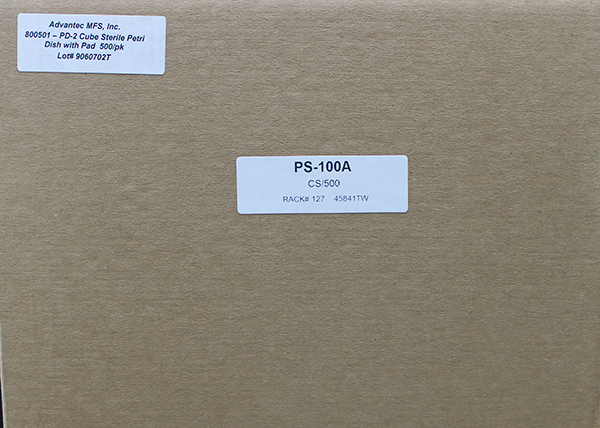 Advantec MFS, Inc.
800501 – PD-2 Cube Sterile Petri
Dish with Pad 500/pk
Lot# 9060702T
PS-100A
CS/500
RACK# 127 45841TW